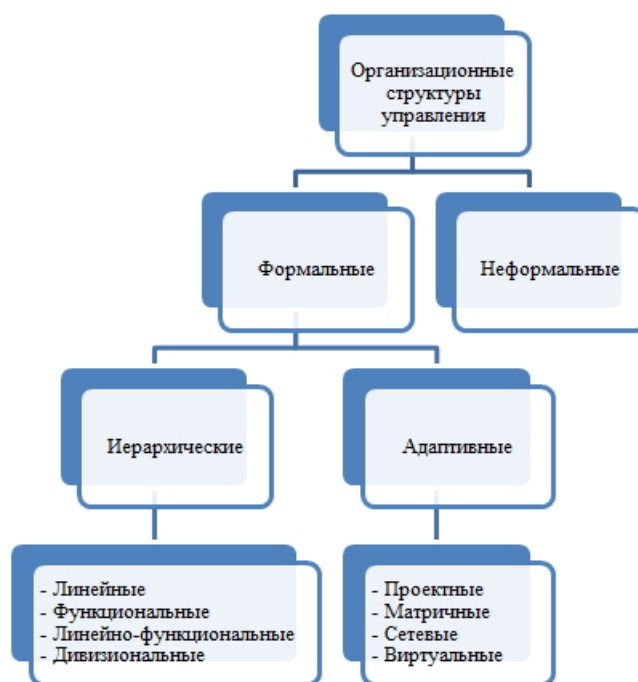 Организационные
структуры
управления
Формальные
Неформальные
Иерархические
Адаптивные
- Линейные
- Функциональные
- Линейно-функциональные
- Дивизиональные
- Проектные
- Матричные
- Сетевые
- Виртуальные